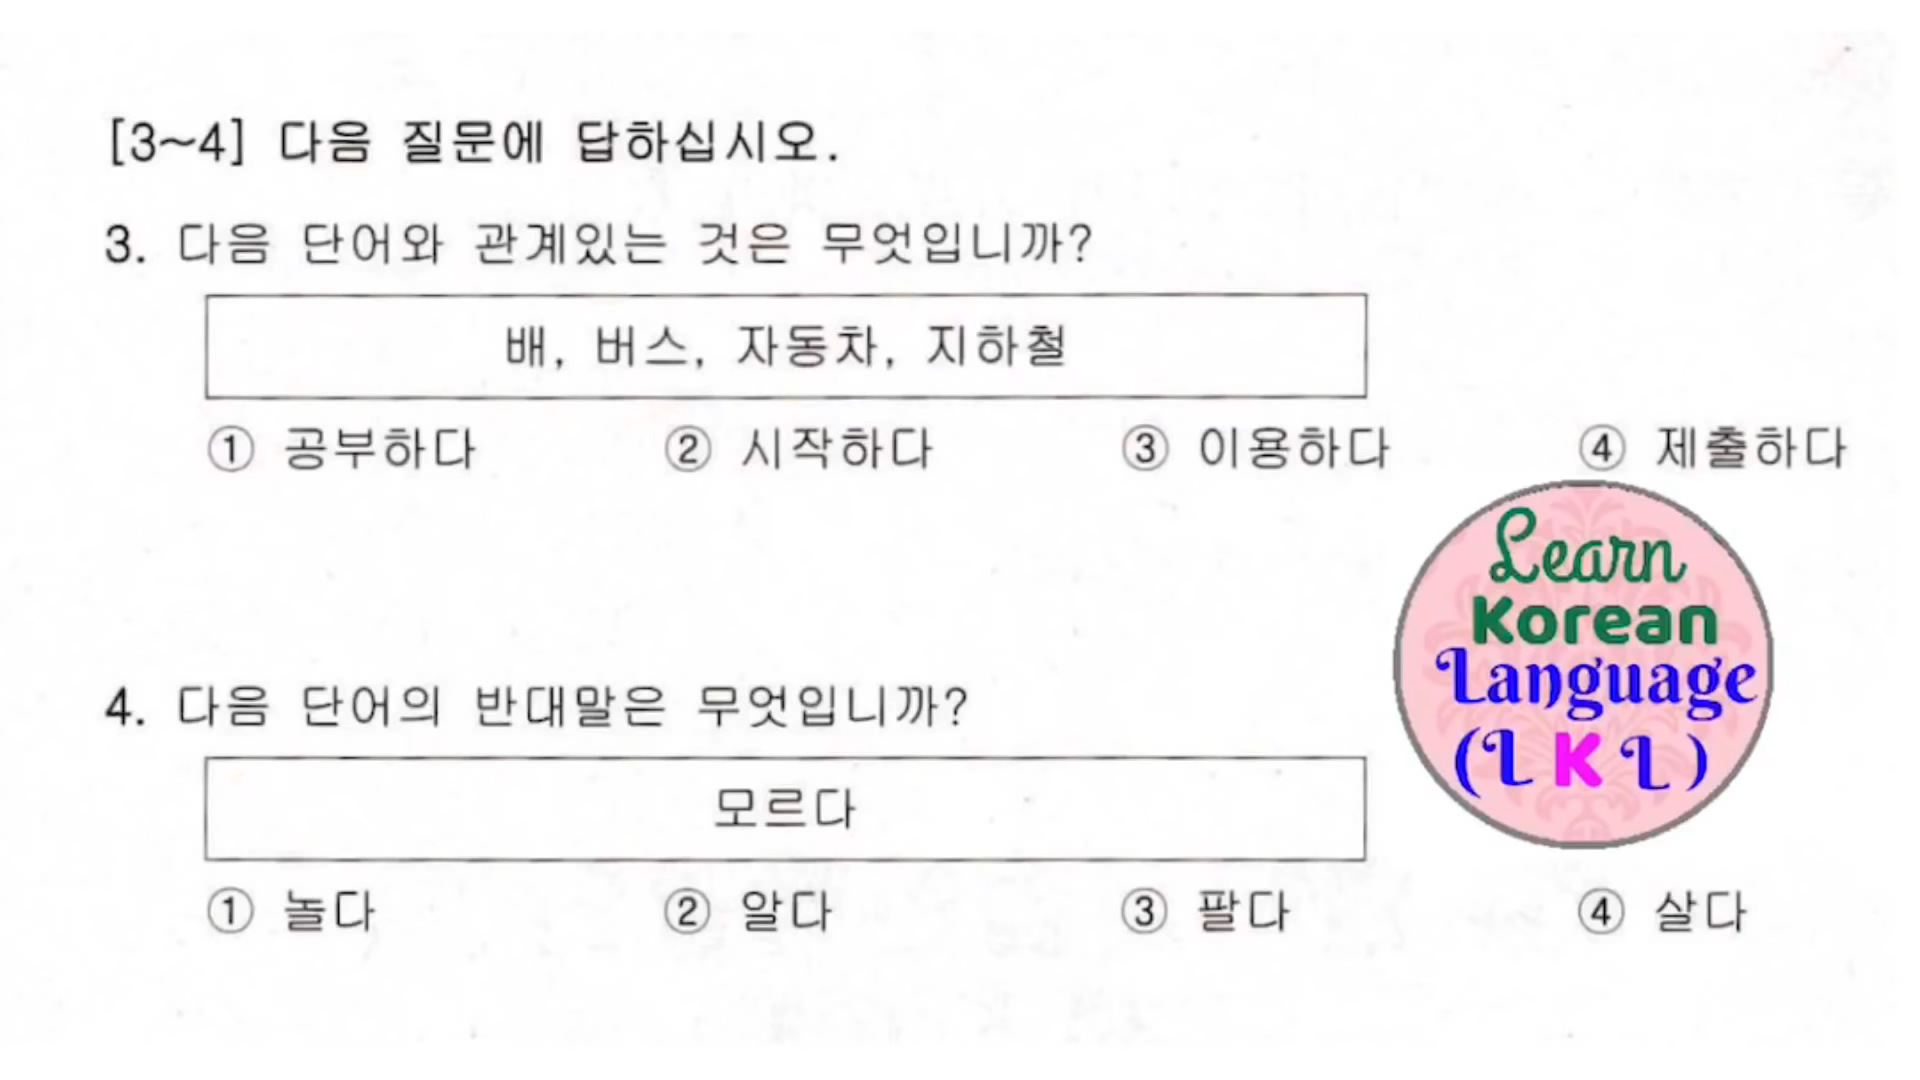 [3~4] 다음 질문에 답하십시오.
3. 다음 단어와 관계있는 것은 무엇입니까?
배, 버스, 자동차, 지하철
① 공부하다 ② 시작하다 ③ 이용하다 ④ 제출하다
4. 다음 단어의 반대말은 무엇입니까?
모르다
① 놀다 ② 알다 ③ 팔다 ④ 살다
Learn
Korean
Language
(L K L)